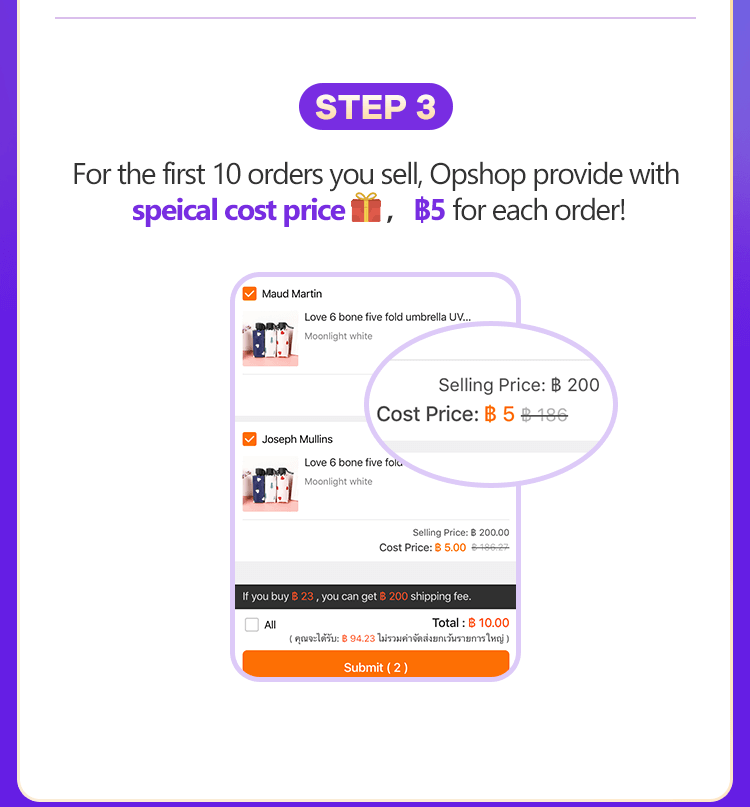 STEP 3
For the first 10 orders you sell, Opshop provide with
speical cost price , ฿5 for each order!
Maud Martin
Love 6 bone five fold umbrella UV...
Moonlight white
Selling Price: ฿ 200
Cost Price: ฿ 5 ฿ 186
Joseph Mullins
Love 6 bone five fold
Moonlight white
Selling Price: ฿ 200.00
Cost Price: ฿ 5.00 ฿ 186.27
If you buy ฿ 23 , you can get ฿ 200 shipping fee.
All
Total : ฿ 10.00
( คุณจะได้รับ: ฿ 94.23 ไม่รวมค่าจัดส่งยกเว้นรายการใหญ่ )
Submit ( 2 )